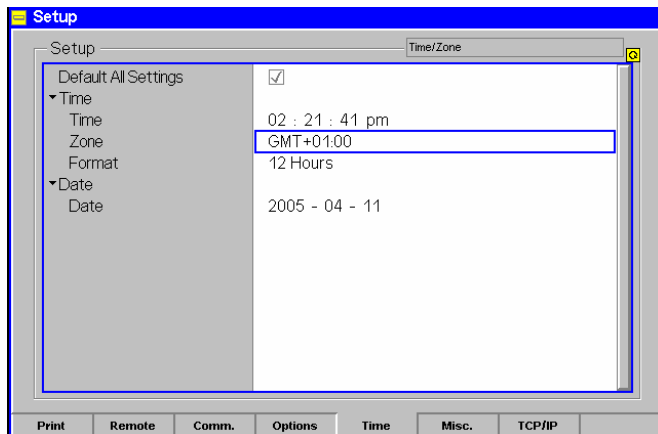 Setup
Setup
Time/Zone
Default All Settings
Time
Time 02 : 21 : 41 pm
Zone GMT+01:00
Format 12 Hours
Date
Date 2005 - 04 - 11
Print Remote Comm. Options Time Misc. TCP/IP